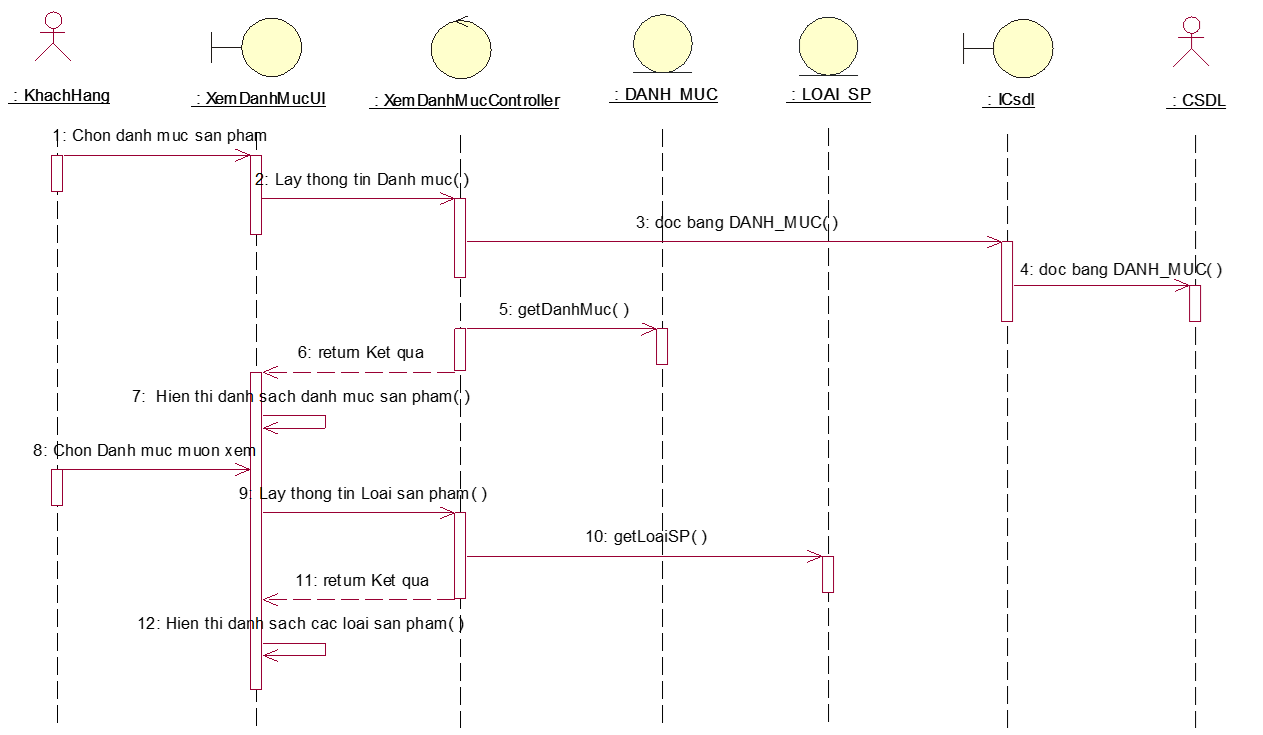 : KhachHang
: XemDanhMucUI
: XemDanhMucController
: DANH_MUC
: LOAI_SP
: ICsdl
: CSDL
1: Chon danh muc san pham
2: Lay thong tin Danh muc( )
3: doc bang DANH_MUC( )
4: doc bang DANH_MUC( )
5: getDanhMuc( )
6: return Ket qua
7: Hien thi danh sach danh muc san pham( )
8: Chon Danh muc muon xem
9: Lay thong tin Loai san pham( )
10: getLoaiSP( )
11: return Ket qua
12: Hien thi danh sach cac loai san pham( )